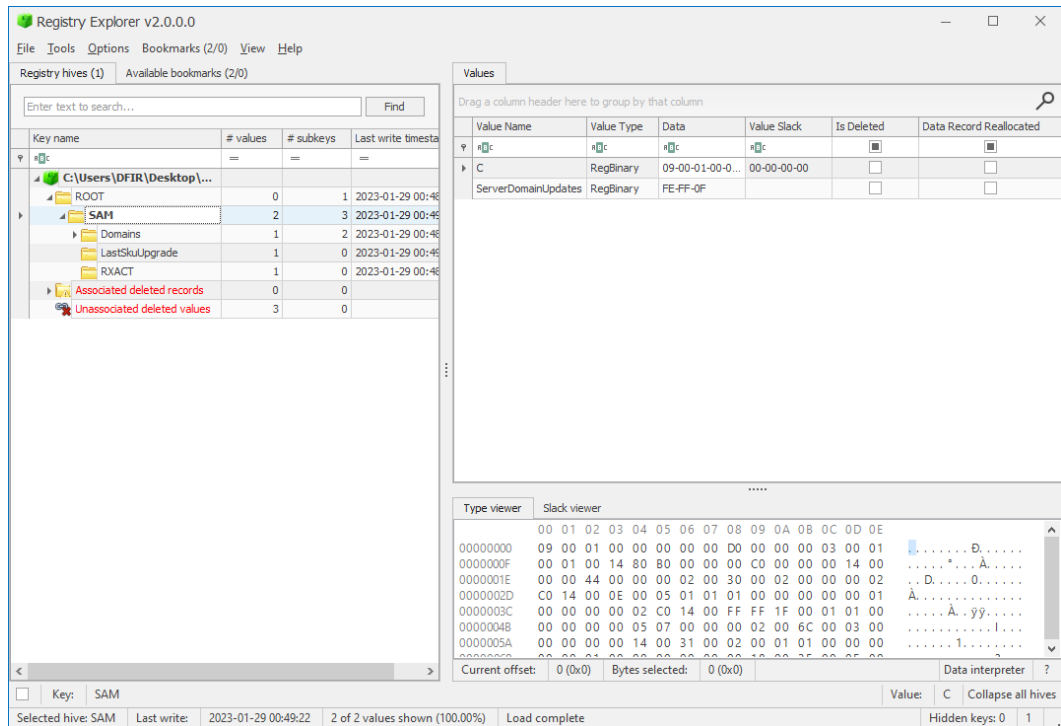 Registry Explorer v2.0.0.0
File Tools Options Bookmarks (2/0) View Help
Registry hives (1) Available bookmarks (2/0)
Enter text to search... Find
Key name # values # subkeys Last write timesta
= = =
C:\Users\DFIR\Desktop\...
ROOT 0 1 2023-01-29 00:48
SAM 2 3 2023-01-29 00:49
Domains 1 2 2023-01-29 00:48
LastSkuUpgrade 1 0 2023-01-29 00:49
RXACT 1 0 2023-01-29 00:48
Associated deleted records 0 0
Unassociated deleted values 3 0
Values
Drag a column header here to group by that column
Value Name Value Type Data Value Slack Is Deleted Data Record Reallocated
C RegBinary 09-00-01-00-0... 00-00-00-00
ServerDomainUpdates RegBinary FE-FF-0F
Type viewer Slack viewer
00 01 02 03 04 05 06 07 08 09 0A 0B 0C 0D 0E
00000000 09 00 01 00 00 00 00 00 D0 00 00 00 03 00 01 . . . . . . . . Ð . . . . . .
0000000F 00 01 00 14 80 B0 00 00 00 C0 00 00 00 14 00 . . . . . ° . . . À . . . . .
0000001E 00 00 44 00 00 00 02 00 30 00 02 00 00 00 02 . . D . . . . . 0 . . . . . .
0000002D C0 14 00 0E 00 05 01 01 01 00 00 00 00 00 01 À . . . . . . . . . . . . . .
0000003C 00 00 00 00 02 C0 14 00 FF FF 1F 00 01 01 00 . . . . . À . . ÿ ÿ . . . . .
0000004B 00 00 00 00 05 07 00 00 00 02 00 6C 00 03 00 . . . . . . . . . . . l . . .
0000005A 00 00 00 00 14 00 31 00 02 00 01 01 00 00 00 . . . . . . 1 . . . . . . . .
Current offset: 0 (0x0) Bytes selected: 0 (0x0) Data interpreter ?
Key: SAM Value: C Collapse all hives
Selected hive: SAM Last write: 2023-01-29 00:49:22 2 of 2 values shown (100.00%) Load complete Hidden keys: 0 1